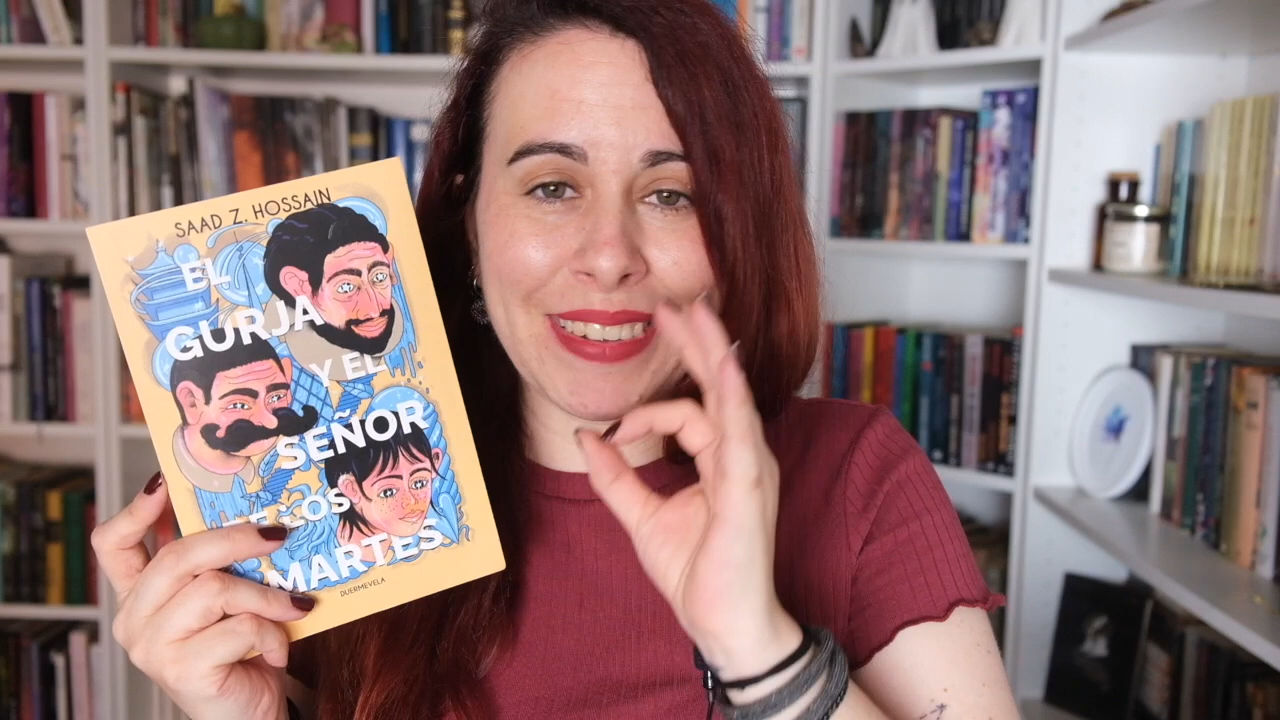 SAAD Z. HOSSAIN
EL
GURJA
Y EL
SEÑOR
DE LOS
MARTES
DUERMEVELA